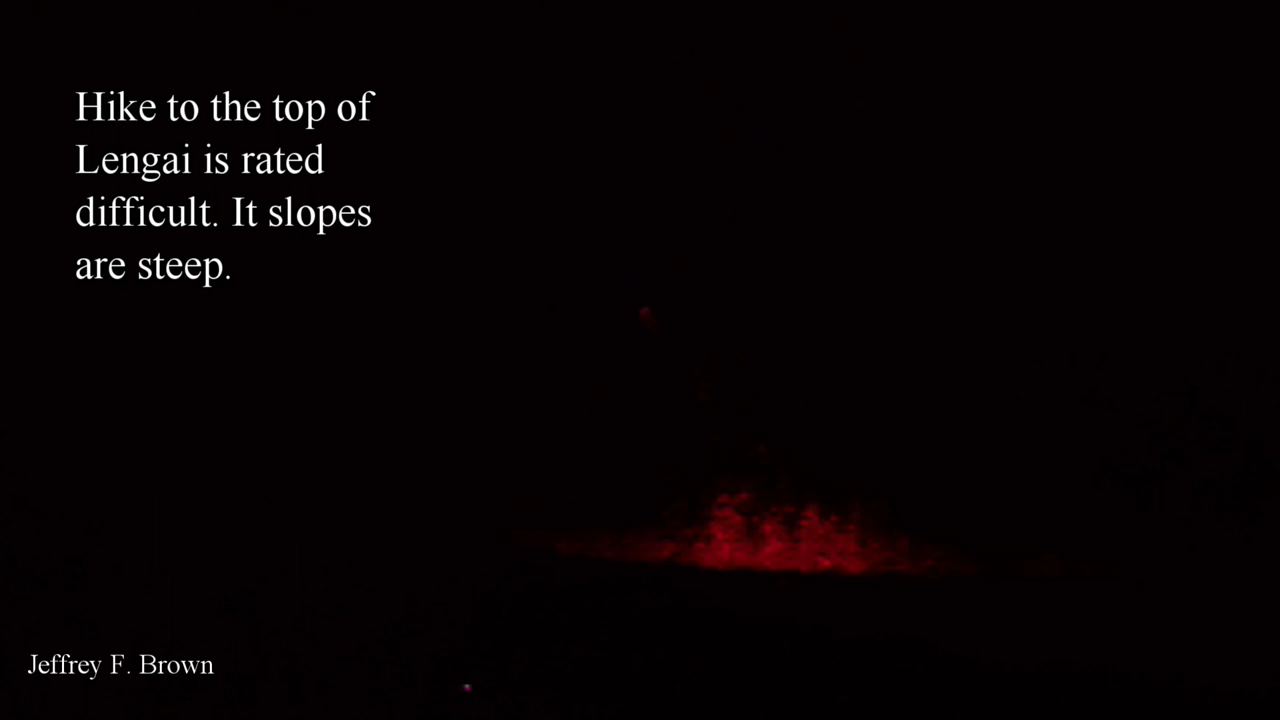 Hike to the top of
Lengai is rated
difficult. It slopes
are steep.
Jeffrey F. Brown